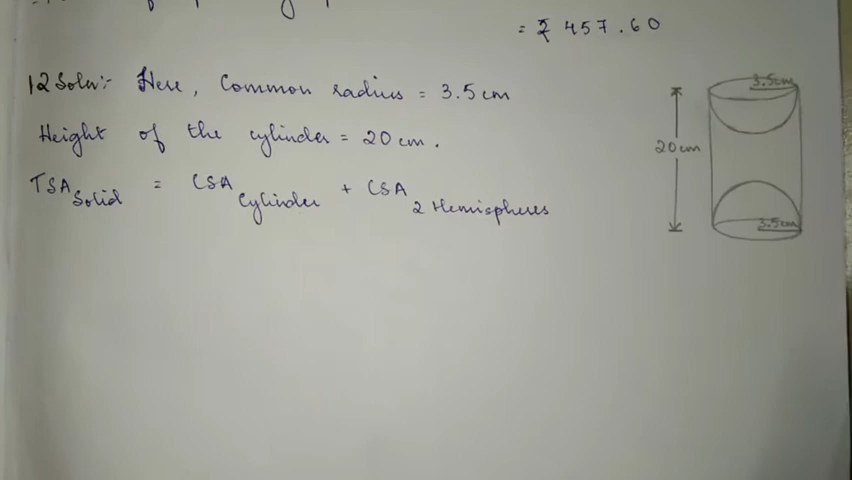 = ₹ 457.60
12 Soln:- Here, Common radius = 3.5 cm
Height of the cylinder = 20 cm.
TSA Solid = CSA Cylinder + CSA 2 Hemispheres
3.5cm
20cm
3.5cm